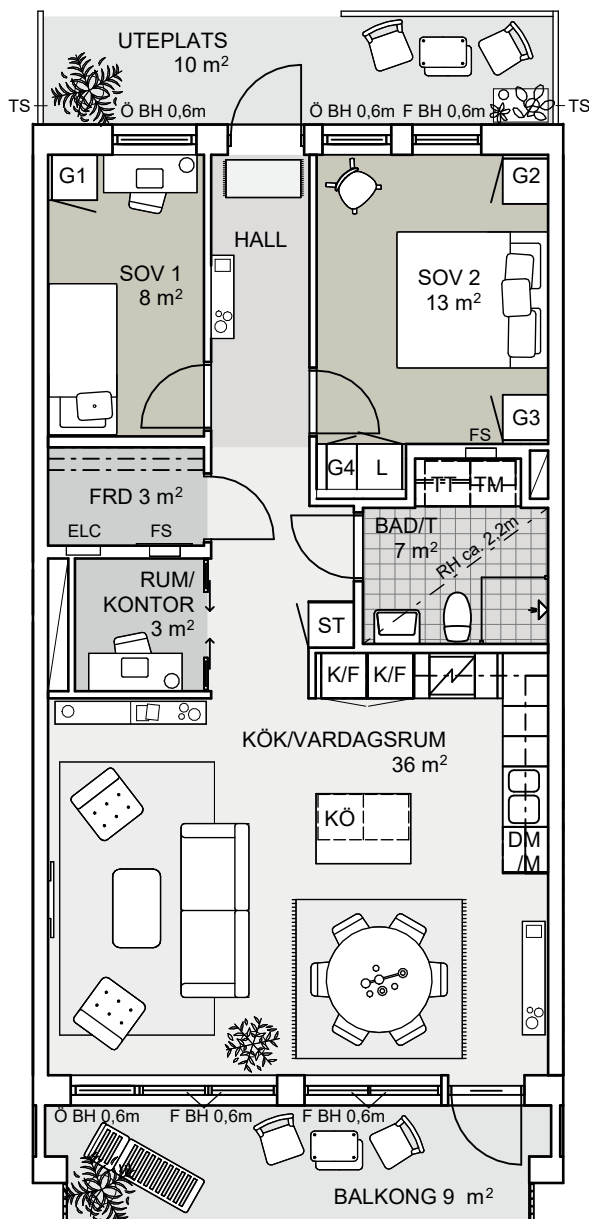 UTEPLATS
10 m²
TS
TS
Ö BH 0,6m
Ö BH 0,6m
F BH 0,6m
G1
G2
HALL
SOV 1
8 m²
SOV 2
13 m²
G3
FS
G4
L
TT
TM
FRD 3 m²
ELC
FS
BAD/T
7 m²
RH ca. 2,2m
RUM/
KONTOR
3 m²
ST
K/F
K/F
KÖK/VARDAGSRUM
36 m²
KÖ
DM
/M
Ö BH 0,6m
F BH 0,6m
F BH 0,6m
BALKONG 9 m²